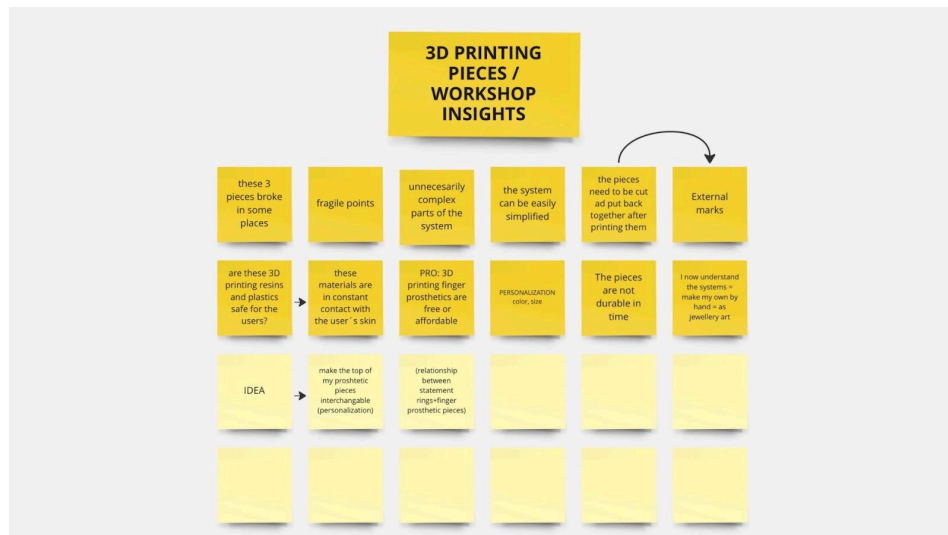 3D PRINTING
PIECES /
WORKSHOP
INSIGHTS
these 3
pieces broke
in some
places
fragile points
unnecesarily
complex
parts of the
system
the system
can be easily
simplified
the pieces
need to be cut
ad put back
together after
printing them
External
marks
are these 3D
printing resins
and plastics
safe for the
users?
these
materials are
in constant
contact with
the user´s skin
PRO: 3D
printing finger
prosthetics are
free or
affordable
PERSONALIZATION
color, size
The pieces
are not
durable in
time
I now understand
the systems =
make my own by
hand = as
jewellery art
IDEA
make the top of
my proshtetic
pieces
interchangable
(personalization)
(relationship
between
statement
rings+finger
prosthetic pieces)